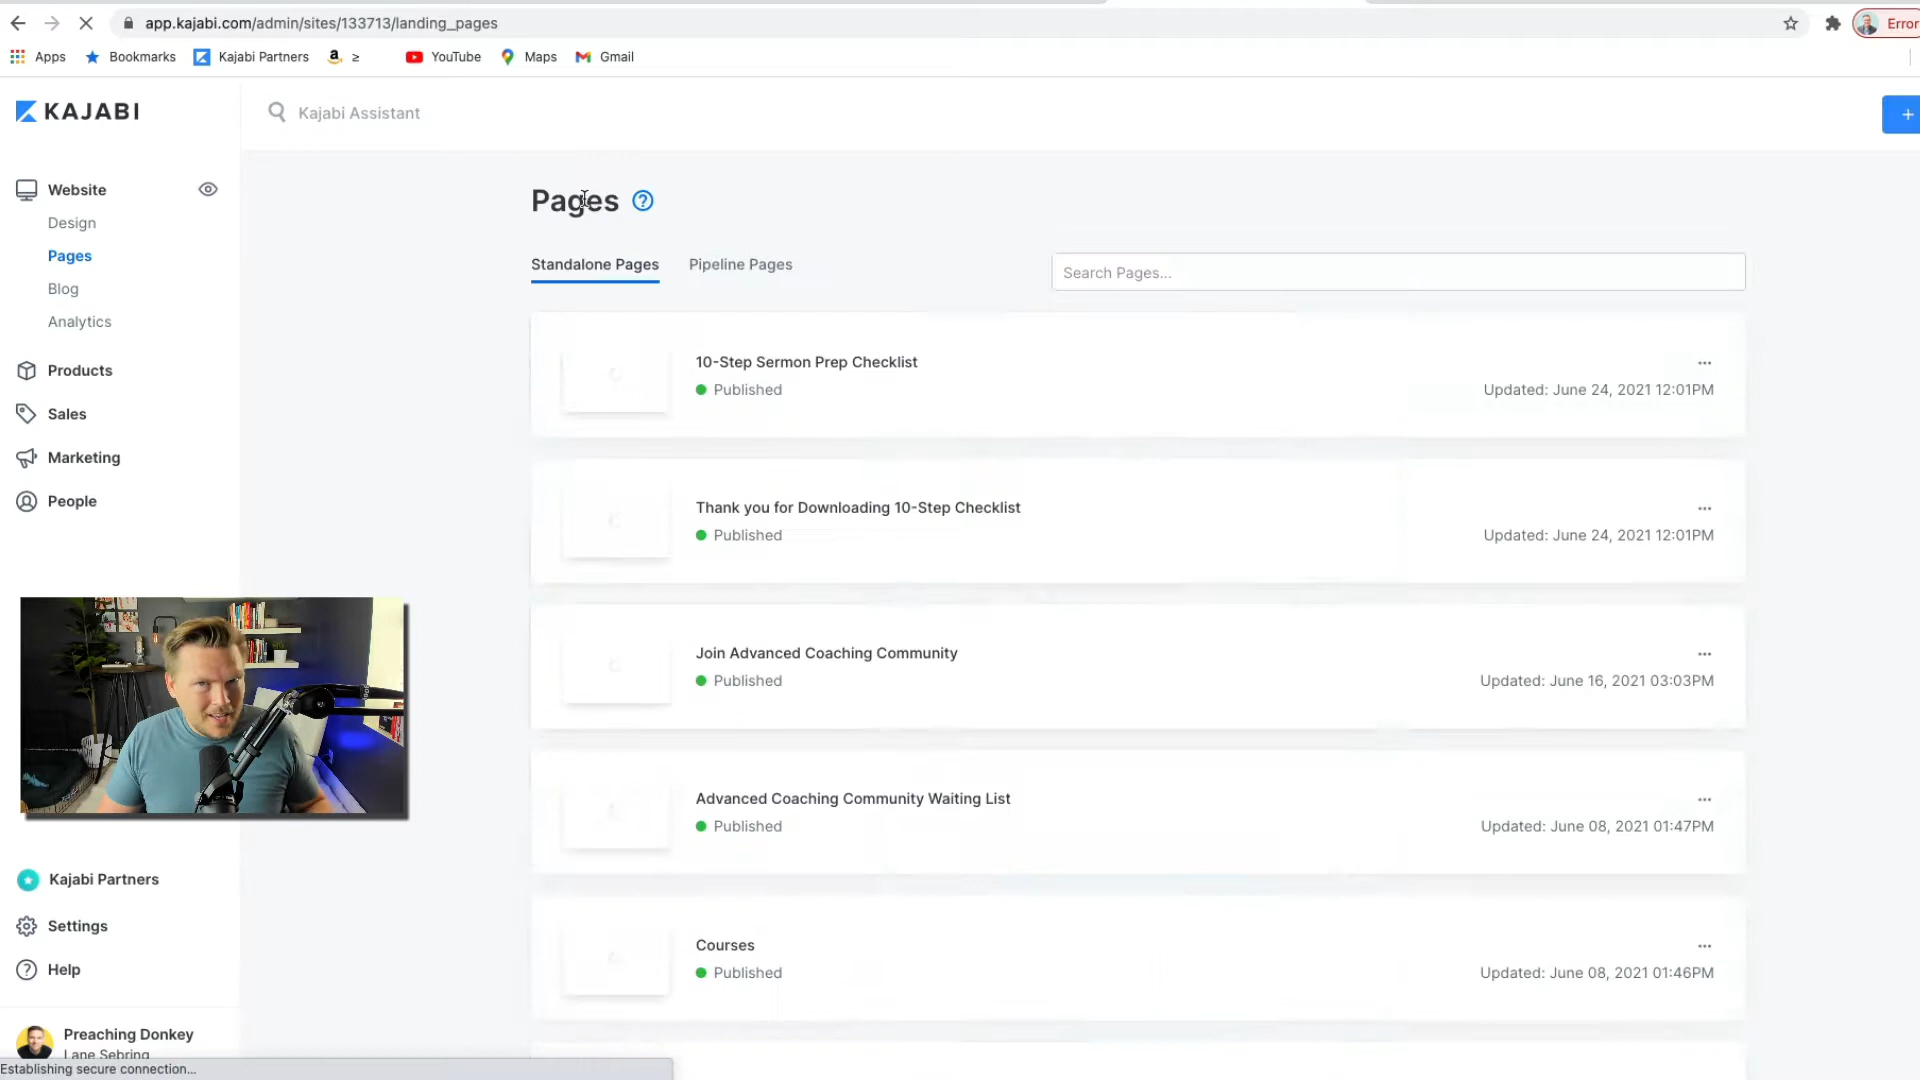 app.kajabi.com/admin/sites/133713/landing_pages
Error
Apps
Bookmarks
Kajabi Partners
≥
YouTube
Maps
Gmail
KAJABI
Kajabi Assistant
+
Website
Design
Pages
Blog
Analytics
Products
Sales
Marketing
People
Kajabi Partners
Settings
Help
Preaching Donkey
Lane Sebring
Establishing secure connection...
Pages
Standalone Pages
Pipeline Pages
Search Pages...
10-Step Sermon Prep Checklist
Published
Updated: June 24, 2021 12:01PM
Thank you for Downloading 10-Step Checklist
Published
Updated: June 24, 2021 12:01PM
Join Advanced Coaching Community
Published
Updated: June 16, 2021 03:03PM
Advanced Coaching Community Waiting List
Published
Updated: June 08, 2021 01:47PM
Courses
Published
Updated: June 08, 2021 01:46PM